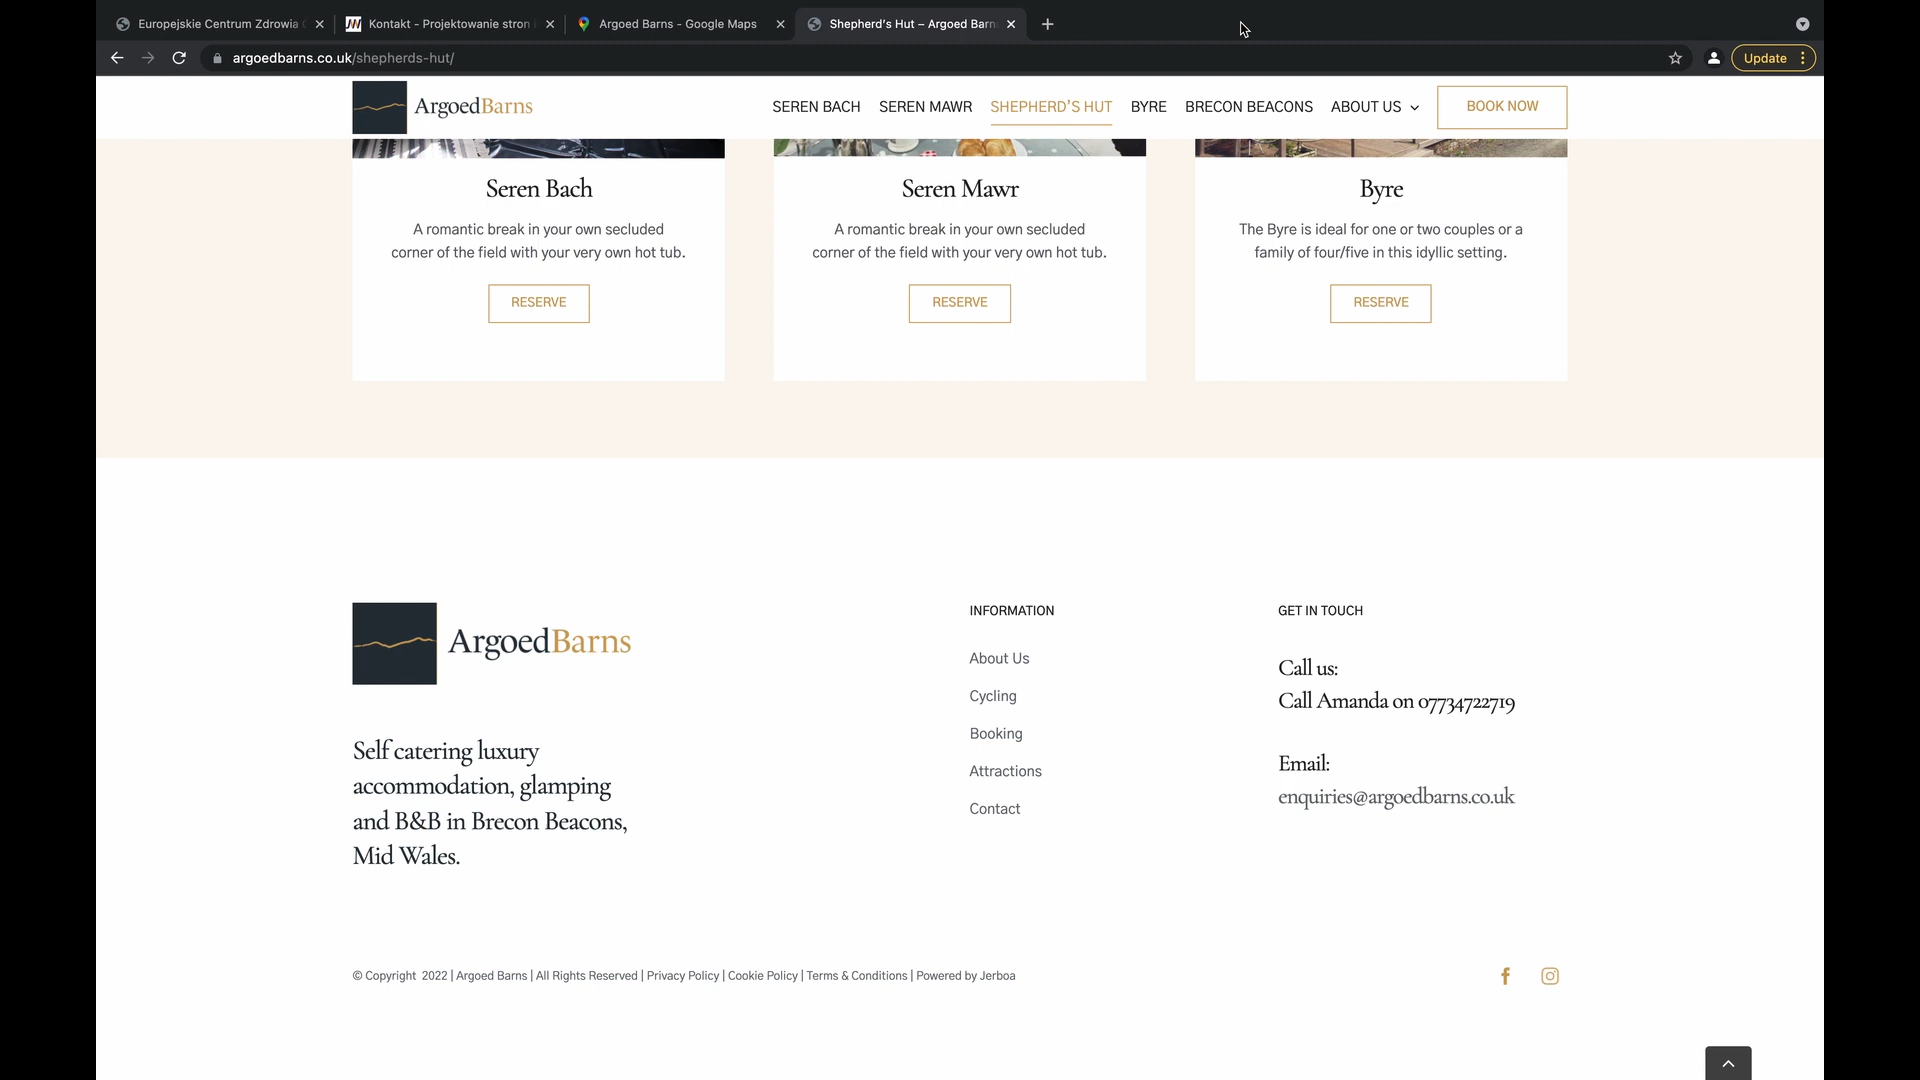 Europejskie Centrum Zdrowia
Kontakt - Projektowanie stron
Argoed Barns - Google Maps
Shepherd's Hut – Argoed Barn
argoedbarns.co.uk/shepherds-hut/
Update
ArgoedBarns
SEREN BACH
SEREN MAWR
SHEPHERD'S HUT
BYRE
BRECON BEACONS
ABOUT US
BOOK NOW
Seren Bach
A romantic break in your own secluded
corner of the field with your very own hot tub.
RESERVE
Seren Mawr
A romantic break in your own secluded
corner of the field with your very own hot tub.
RESERVE
Byre
The Byre is ideal for one or two couples or a
family of four/five in this idyllic setting.
RESERVE
ArgoedBarns
Self catering luxury
accommodation, glamping
and B&B in Brecon Beacons,
Mid Wales.
INFORMATION
About Us
Cycling
Booking
Attractions
Contact
GET IN TOUCH
Call us:
Call Amanda on 07734722719
Email:
enquiries@argoedbarns.co.uk
© Copyright 2022 | Argoed Barns | All Rights Reserved | Privacy Policy | Cookie Policy | Terms & Conditions | Powered by Jerboa